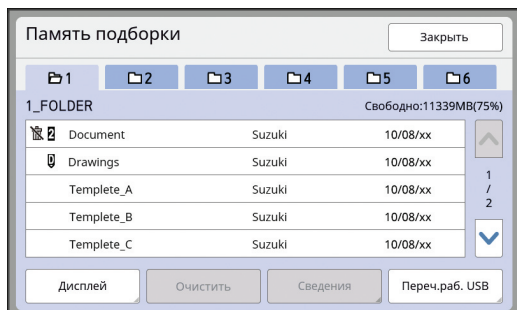 Память подборки Закрыть
1 2 3 4 5 6
1_FOLDER Свободно:11339MB(75%)
2 Document Suzuki 10/08/xx
Drawings Suzuki 10/08/xx
Templete_A Suzuki 10/08/xx
Templete_B Suzuki 10/08/xx
Templete_C Suzuki 10/08/xx
1
/
2
Дисплей Очистить Сведения Переч.раб. USB